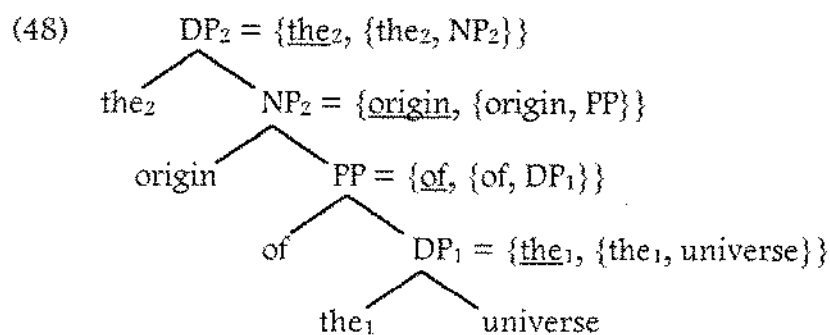 (48) DP₂ = {the₂, {the₂, NP₂}}
the₂ NP₂ = {origin, {origin, PP}}
origin PP = {of, {of, DP₁}}
of DP₁ = {the₁, {the₁, universe}}
the₁ universe